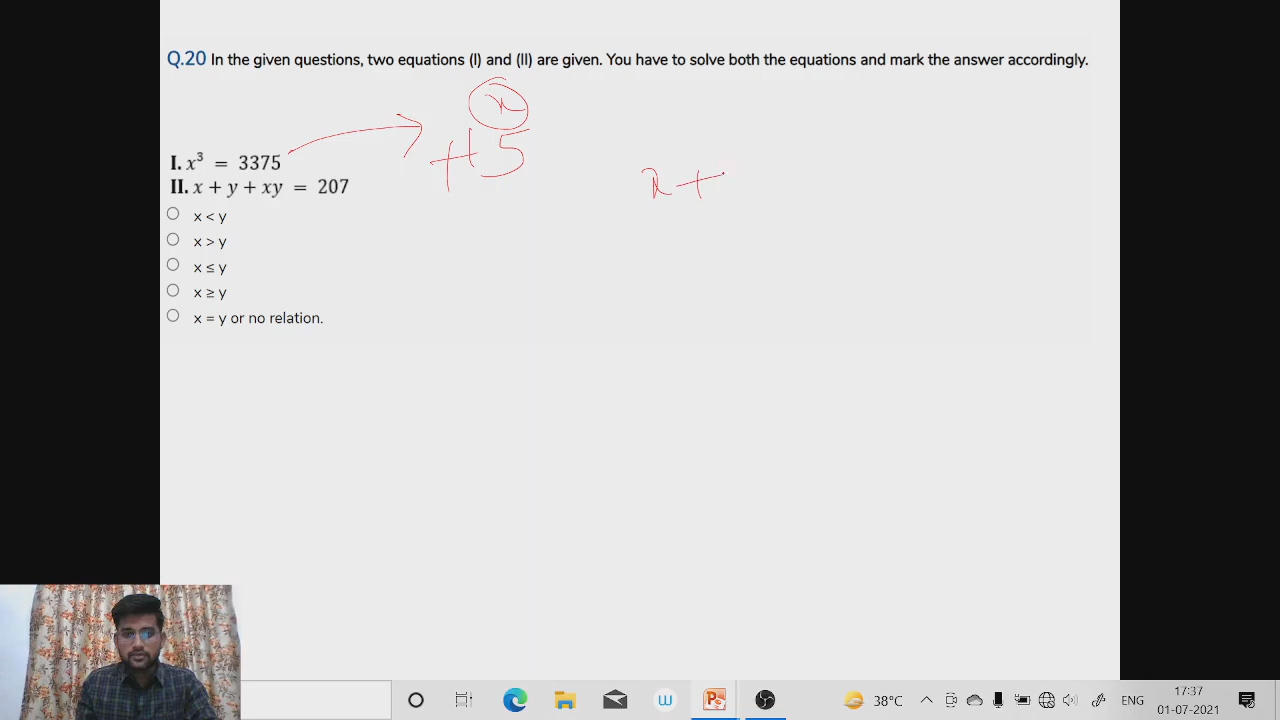 Q.20 In the given questions, two equations (I) and (II) are given. You have to solve both the equations and mark the answer accordingly.
x
+15
I. x³ = 3375
x+
II. x + y + xy = 207
x < y
x > y
x ≤ y
x ≥ y
x = y or no relation.
38°C
ENG
17:37
01-07-2021